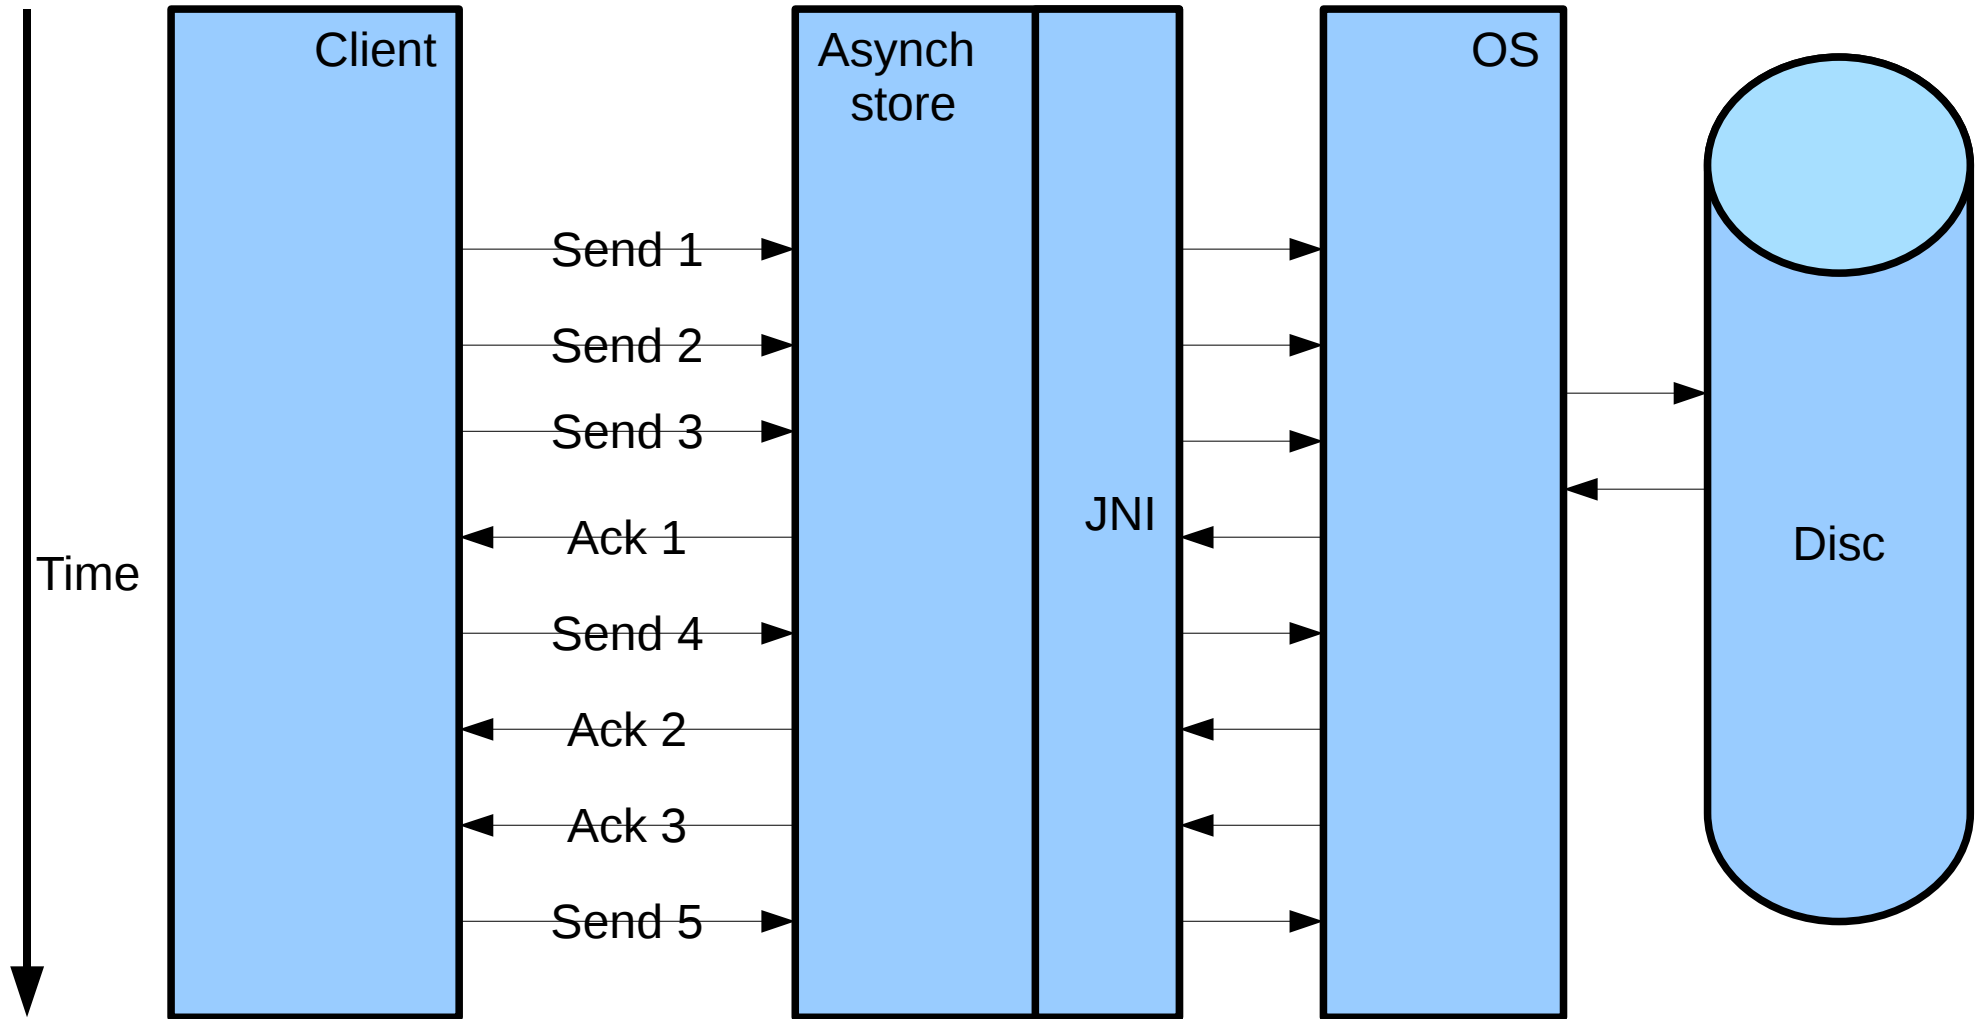 Client
Asynch
store
OS
Send 1
Send 2
Send 3
JNI
Ack 1
Disc
Time
Send 4
Ack 2
Ack 3
Send 5